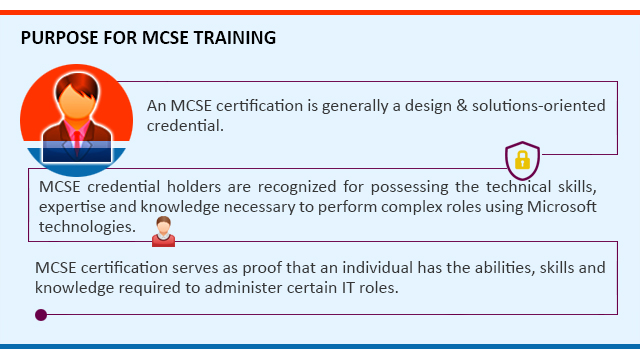 PURPOSE FOR MCSE TRAINING
An MCSE certification is generally a design & solutions-oriented
credential.
MCSE credential holders are recognized for possessing the technical skills,
expertise and knowledge necessary to perform complex roles using Microsoft
technologies.
MCSE certification serves as proof that an individual has the abilities, skills and
knowledge required to administer certain IT roles.